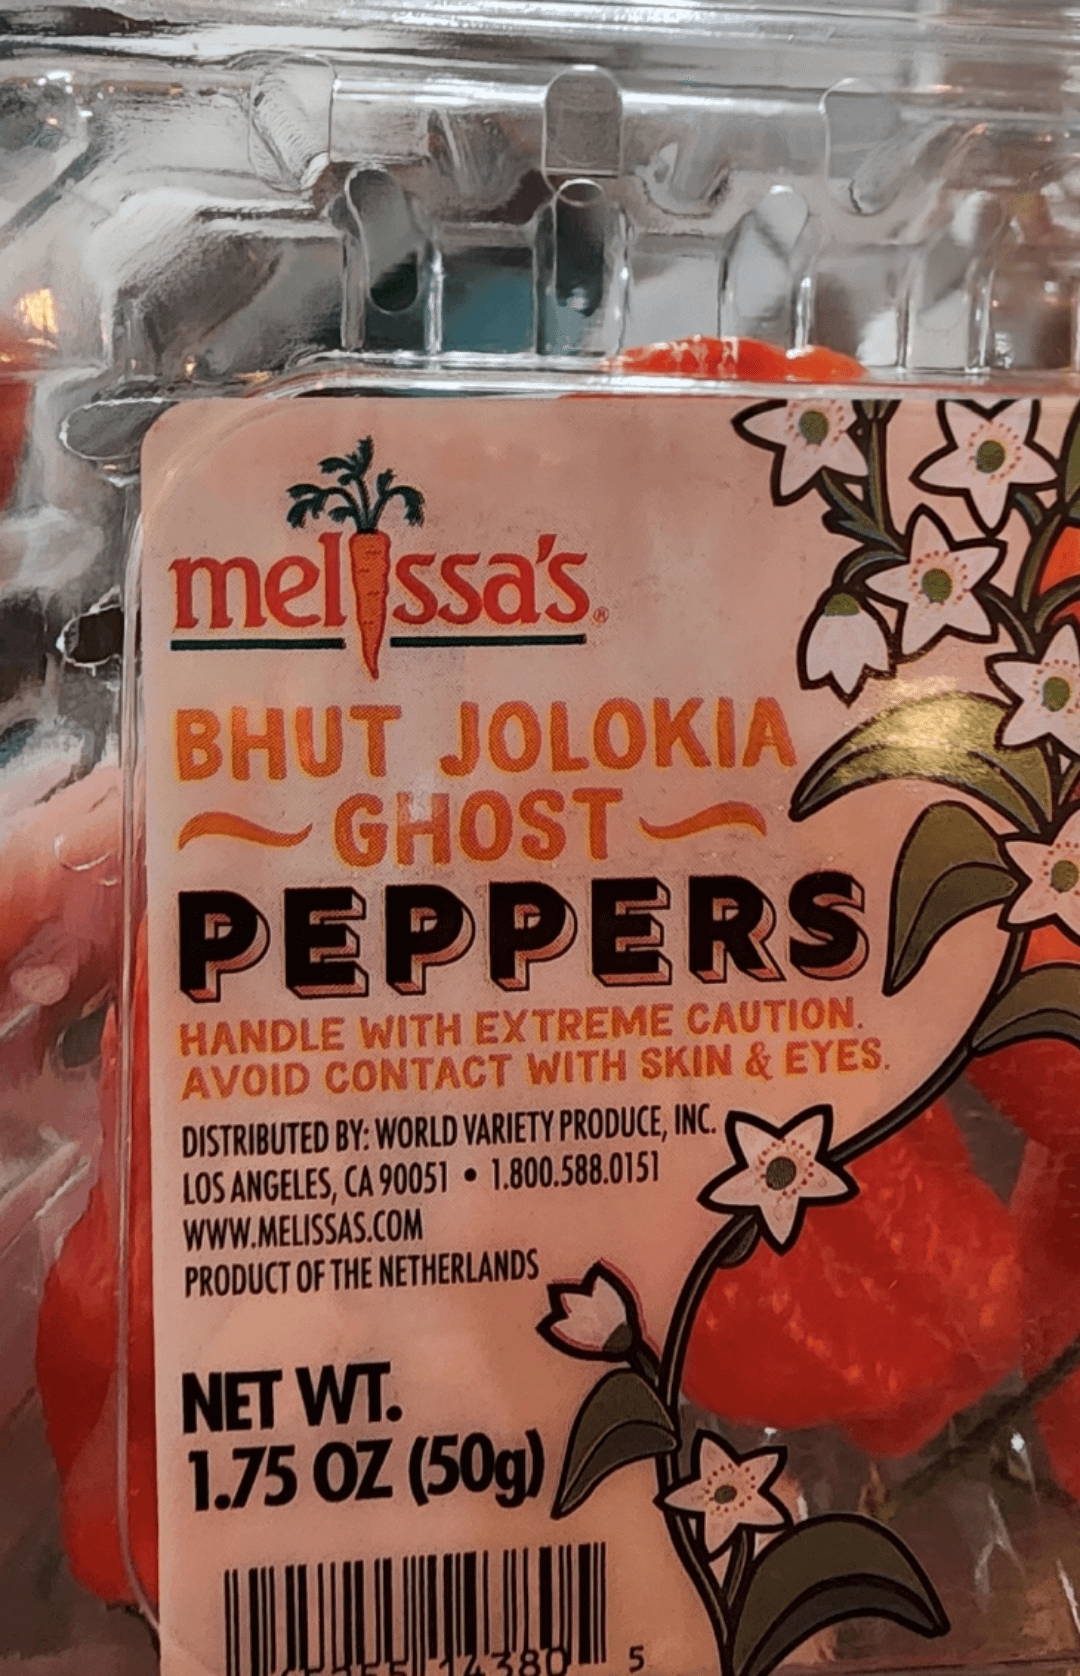 melissa's®
BHUT JOLOKIA
GHOST
PEPPERS
HANDLE WITH EXTREME CAUTION.
AVOID CONTACT WITH SKIN & EYES.
DISTRIBUTED BY: WORLD VARIETY PRODUCE, INC.
LOS ANGELES, CA 90051 • 1.800.588.0151
WWW.MELISSAS.COM
PRODUCT OF THE NETHERLANDS
NET WT.
1.75 OZ (50g)
14380 5